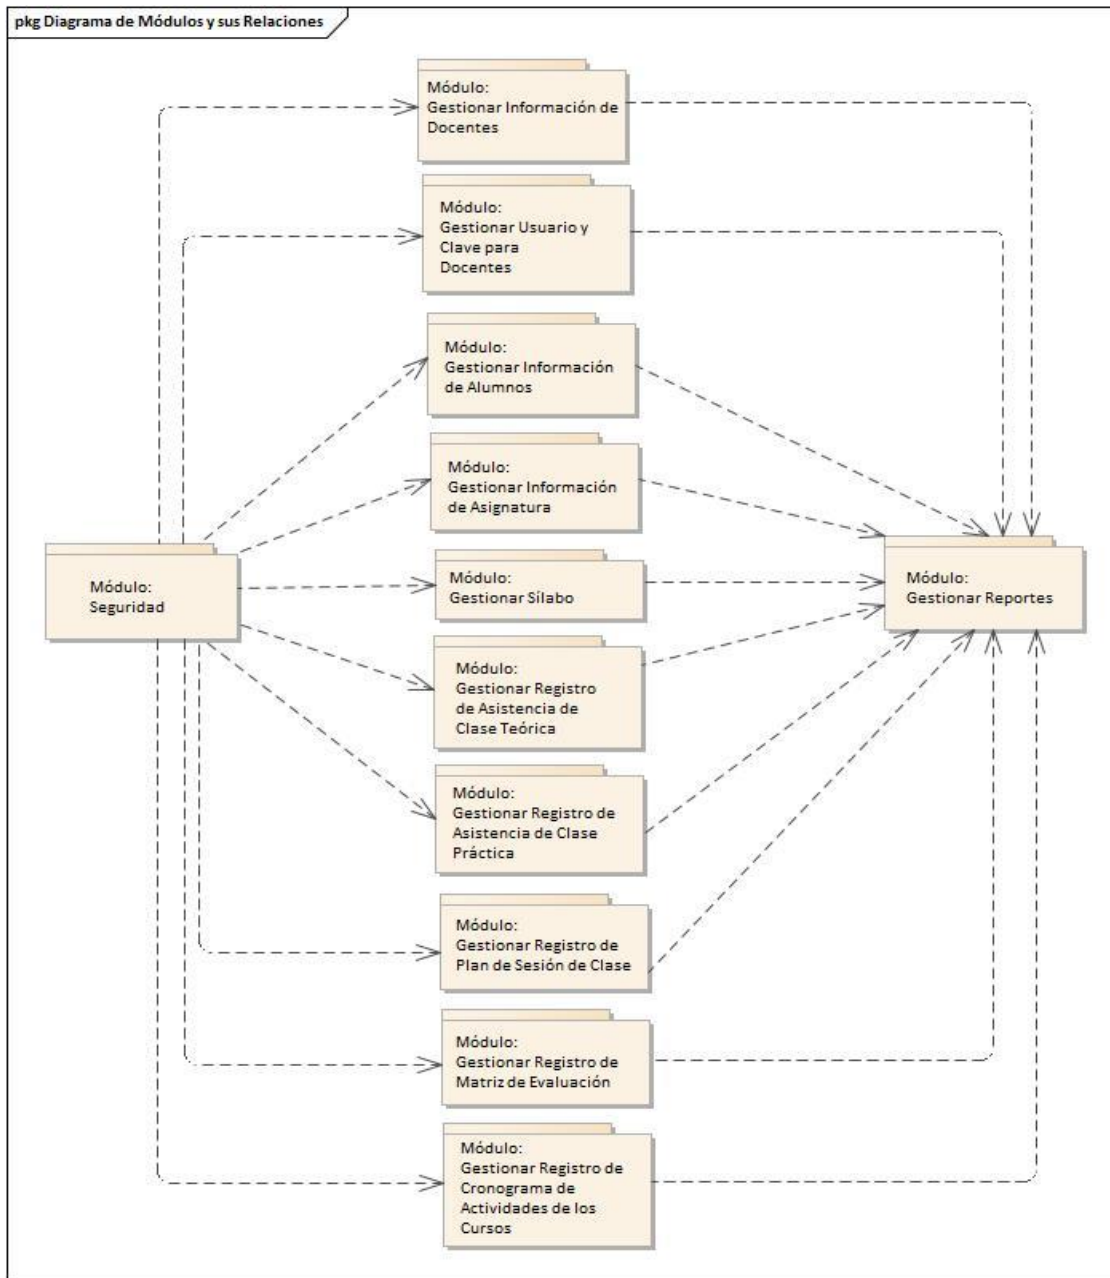 pkg Diagrama de Módulos y sus Relaciones
Módulo:
Gestionar Información de
Docentes
Módulo:
Gestionar Usuario y
Clave para
Docentes
Módulo:
Gestionar Información
de Alumnos
Módulo:
Gestionar Información
de Asignatura
Módulo:
Seguridad
Módulo:
Gestionar Sílabo
Módulo:
Gestionar Reportes
Módulo:
Gestionar Registro
de Asistencia de
Clase Teórica
Módulo:
Gestionar Registro de
Asistencia de Clase
Práctica
Módulo:
Gestionar Registro de
Plan de Sesión de Clase
Módulo:
Gestionar Registro de
Matriz de Evaluación
Módulo:
Gestionar Registro de
Cronograma de
Actividades de los
Cursos